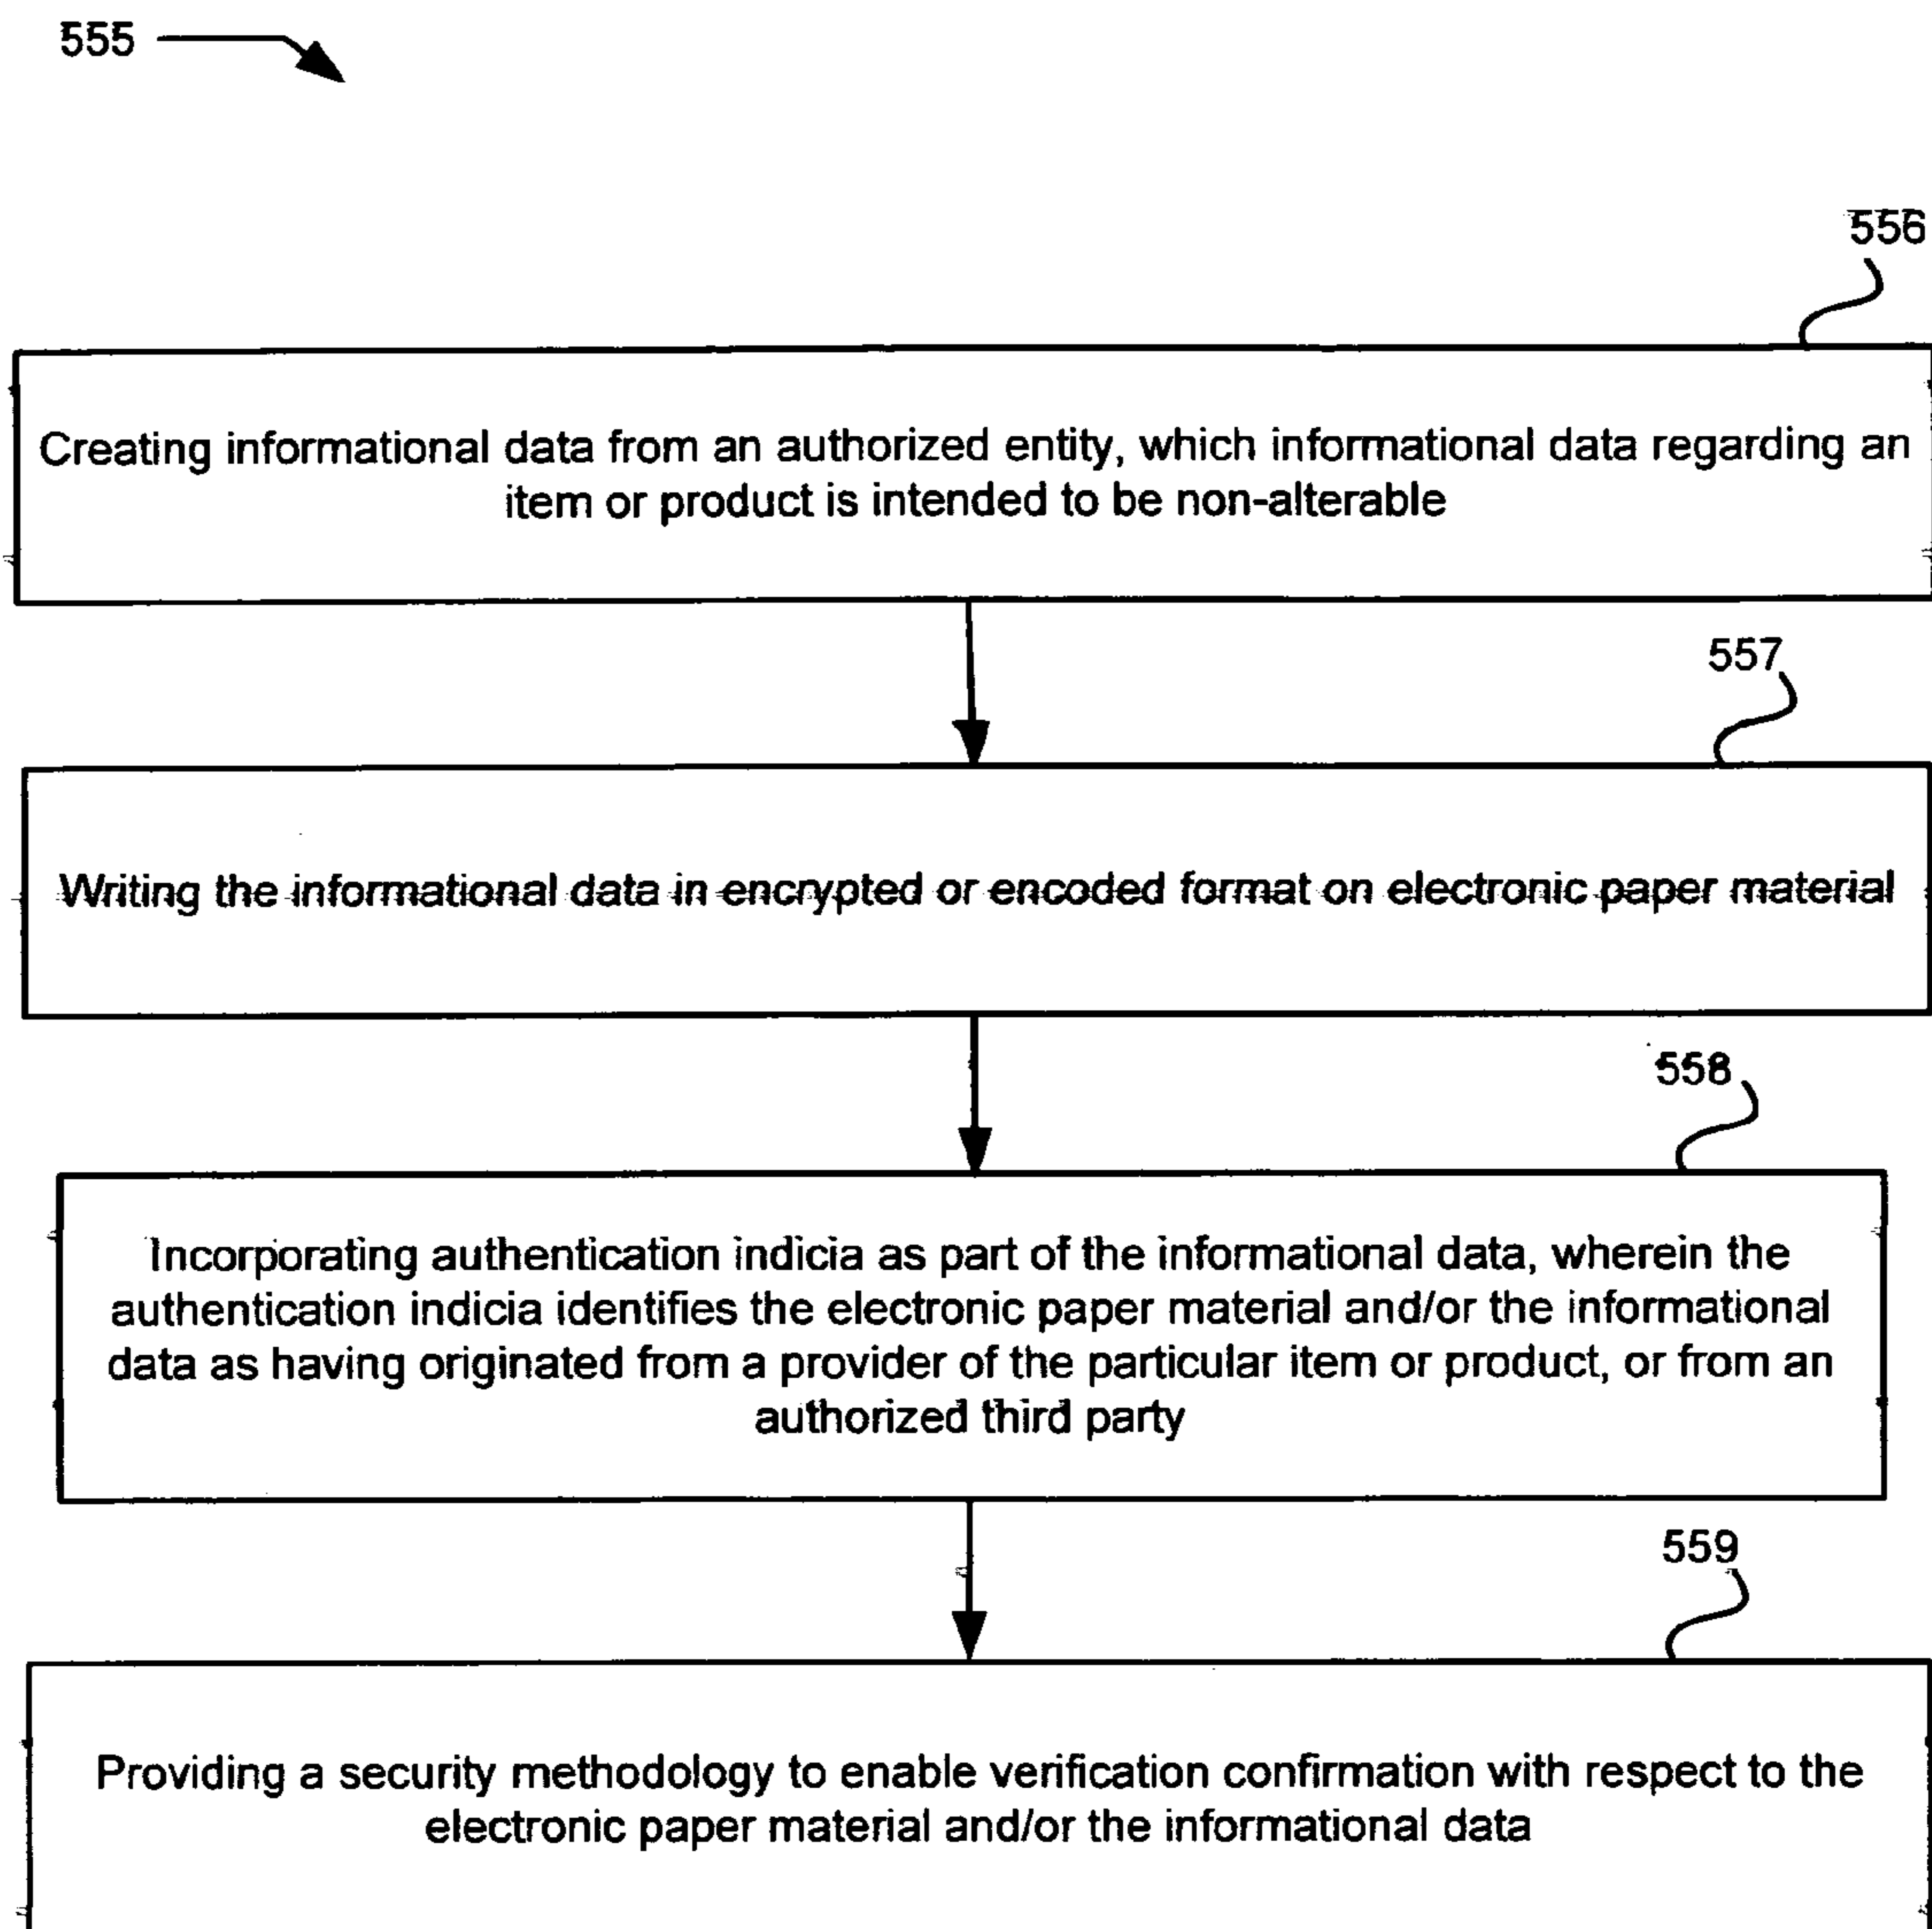 555
556
Creating informational data from an authorized entity, which informational data regarding an
item or product is intended to be non-alterable
557
Writing the informational data in encrypted or encoded format on electronic paper material
558
Incorporating authentication indicia as part of the informational data, wherein the
authentication indicia identifies the electronic paper material and/or the informational
data as having originated from a provider of the particular item or product, or from an
authorized third party
559
Providing a security methodology to enable verification confirmation with respect to the
electronic paper material and/or the informational data